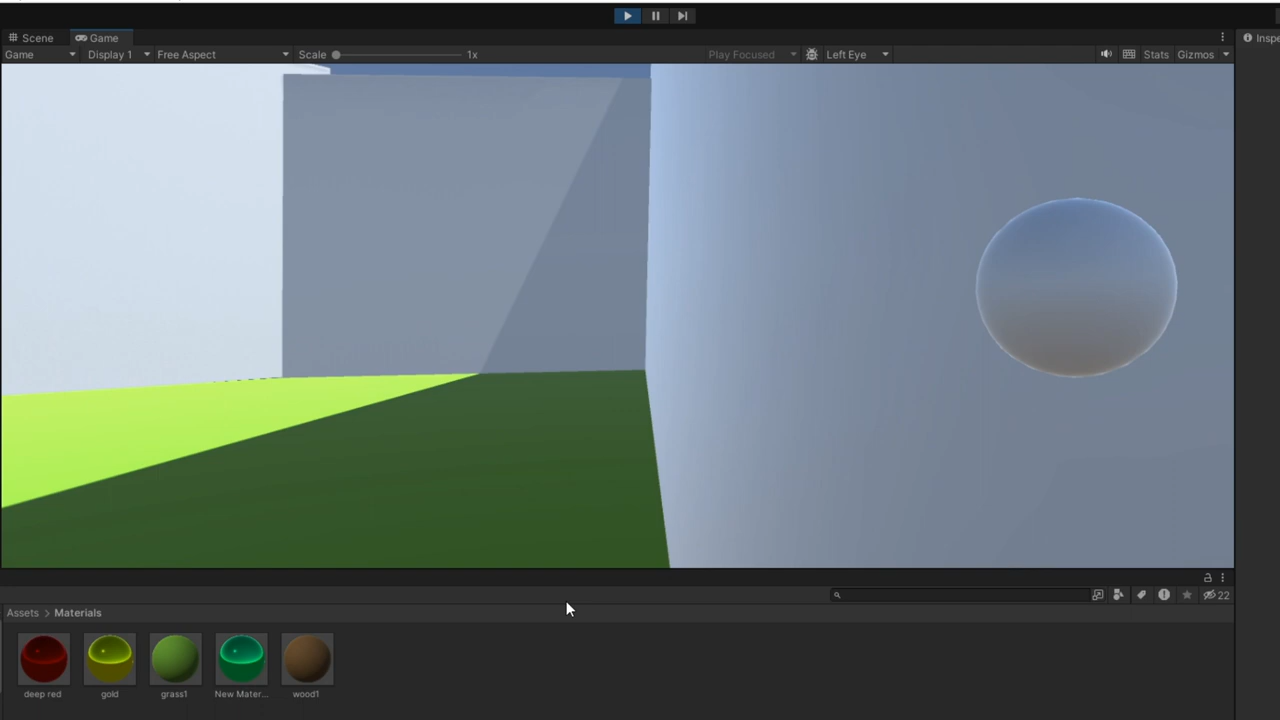 Scene Game
Game Display 1 Free Aspect Scale 1x Play Focused Left Eye Stats Gizmos
Inspe
22
Assets > Materials
deep red gold grass1 New Mater... wood1